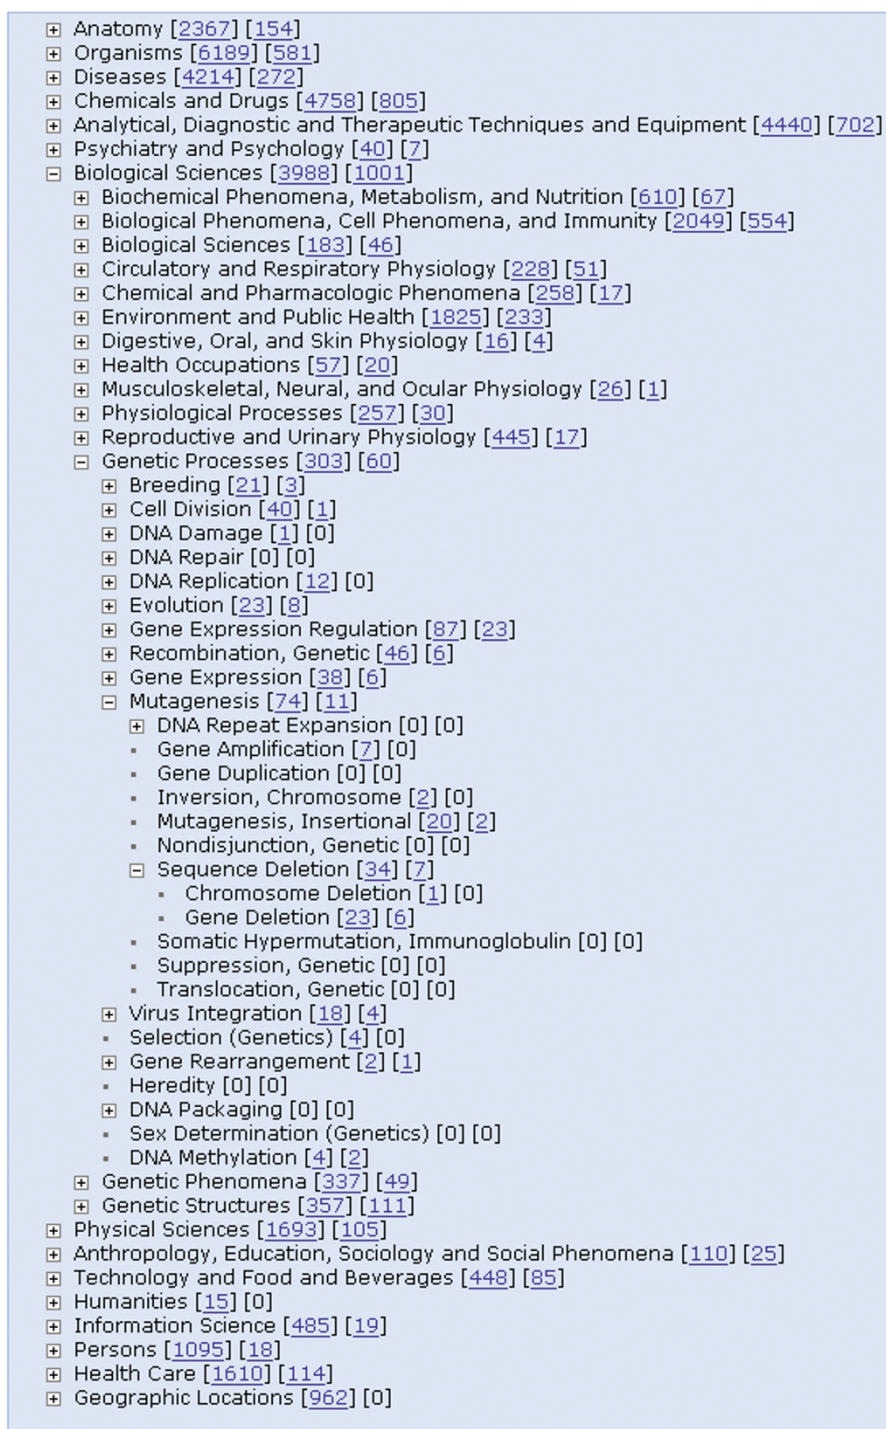 Anatomy [2367] [154]
Organisms [6189] [581]
Diseases [4214] [272]
Chemicals and Drugs [4758] [805]
Analytical, Diagnostic and Therapeutic Techniques and Equipment [4440] [702]
Psychiatry and Psychology [40] [7]
Biological Sciences [3988] [1001]
Biochemical Phenomena, Metabolism, and Nutrition [610] [67]
Biological Phenomena, Cell Phenomena, and Immunity [2049] [554]
Biological Sciences [183] [46]
Circulatory and Respiratory Physiology [228] [51]
Chemical and Pharmacologic Phenomena [258] [17]
Environment and Public Health [1825] [233]
Digestive, Oral, and Skin Physiology [16] [4]
Health Occupations [57] [20]
Musculoskeletal, Neural, and Ocular Physiology [26] [1]
Physiological Processes [257] [30]
Reproductive and Urinary Physiology [445] [17]
Genetic Processes [303] [60]
Breeding [21] [3]
Cell Division [40] [1]
DNA Damage [1] [0]
DNA Repair [0] [0]
DNA Replication [12] [0]
Evolution [23] [8]
Gene Expression Regulation [87] [23]
Recombination, Genetic [46] [6]
Gene Expression [38] [6]
Mutagenesis [74] [11]
DNA Repeat Expansion [0] [0]
Gene Amplification [7] [0]
Gene Duplication [0] [0]
Inversion, Chromosome [2] [0]
Mutagenesis, Insertional [20] [2]
Nondisjunction, Genetic [0] [0]
Sequence Deletion [34] [7]
Chromosome Deletion [1] [0]
Gene Deletion [23] [6]
Somatic Hypermutation, Immunoglobulin [0] [0]
Suppression, Genetic [0] [0]
Translocation, Genetic [0] [0]
Virus Integration [18] [4]
Selection (Genetics) [4] [0]
Gene Rearrangement [2] [1]
Heredity [0] [0]
DNA Packaging [0] [0]
Sex Determination (Genetics) [0] [0]
DNA Methylation [4] [2]
Genetic Phenomena [337] [49]
Genetic Structures [357] [111]
Physical Sciences [1693] [105]
Anthropology, Education, Sociology and Social Phenomena [110] [25]
Technology and Food and Beverages [448] [85]
Humanities [15] [0]
Information Science [485] [19]
Persons [1095] [18]
Health Care [1610] [114]
Geographic Locations [962] [0]